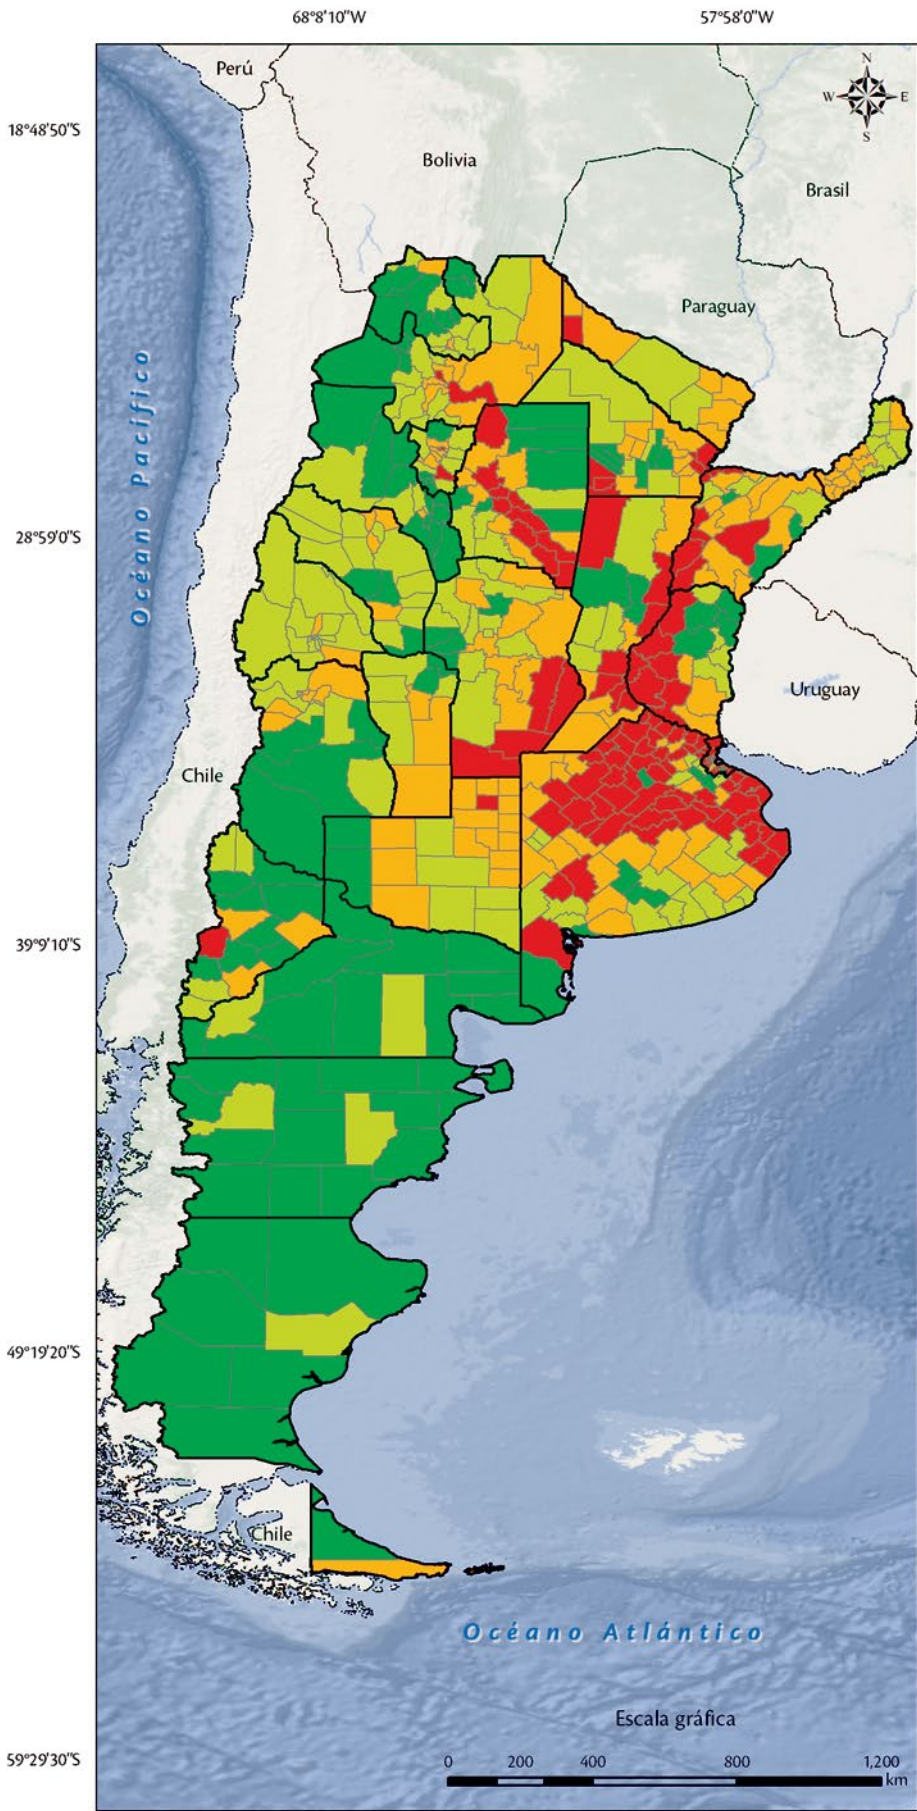 68°8'10"W
57°58'0"W
Perú
N
W E
S
18°48'50"S
Bolivia
Brasil
Paraguay
Océano Pacífico
28°59'0"S
Uruguay
Chile
39°9'10"S
49°19'20"S
Chile
Océano Atlántico
Escala gráfica
59°29'30"S
0 200 400 800 1,200
km